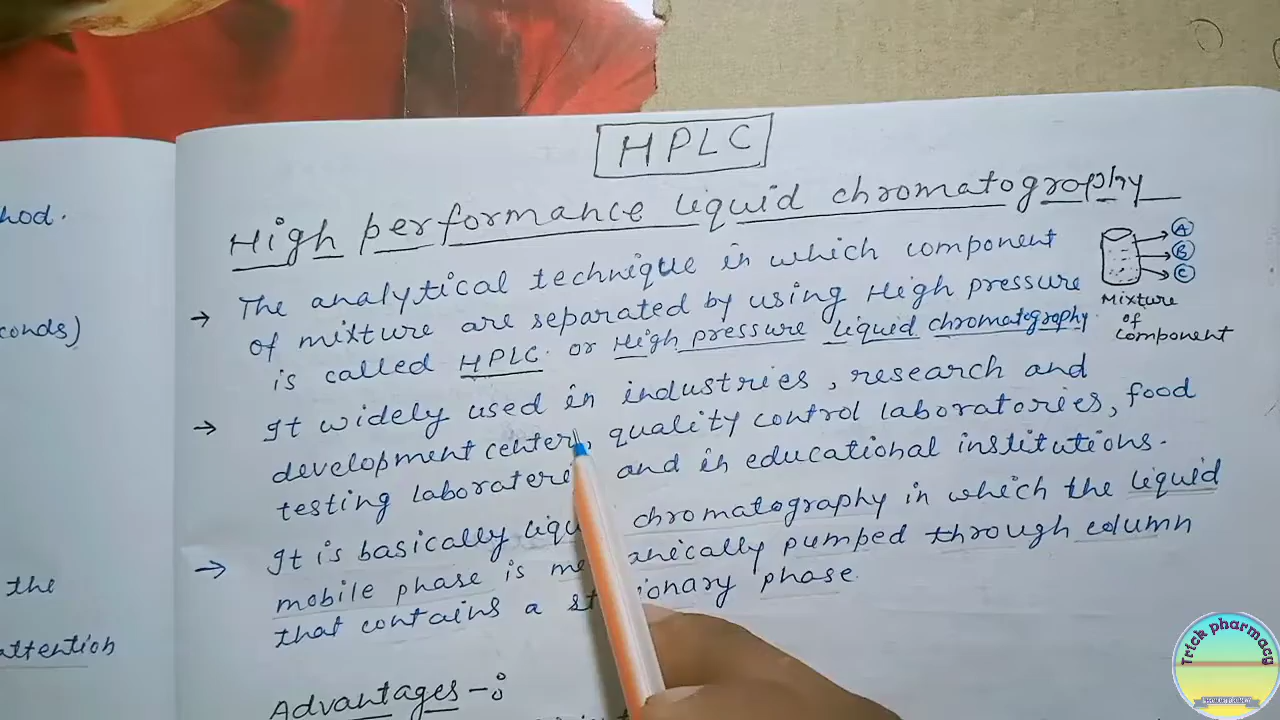 HPLC
High performance liquid chromatography
→ The analytical technique in which component
of mixture are separated by using High pressure
is called HPLC. or High pressure liquid chromatography.
→ It widely used in industries, research and
development center, quality control laboratories, food
testing and in educational institutions.
→ It is basically chromatography in which the liquid
mobile phase is pumped through column
that contains a phase.
Advantages -:
A
B
C
Mixture
of
component
hod.
conds)
the
attention
Trick pharmacy